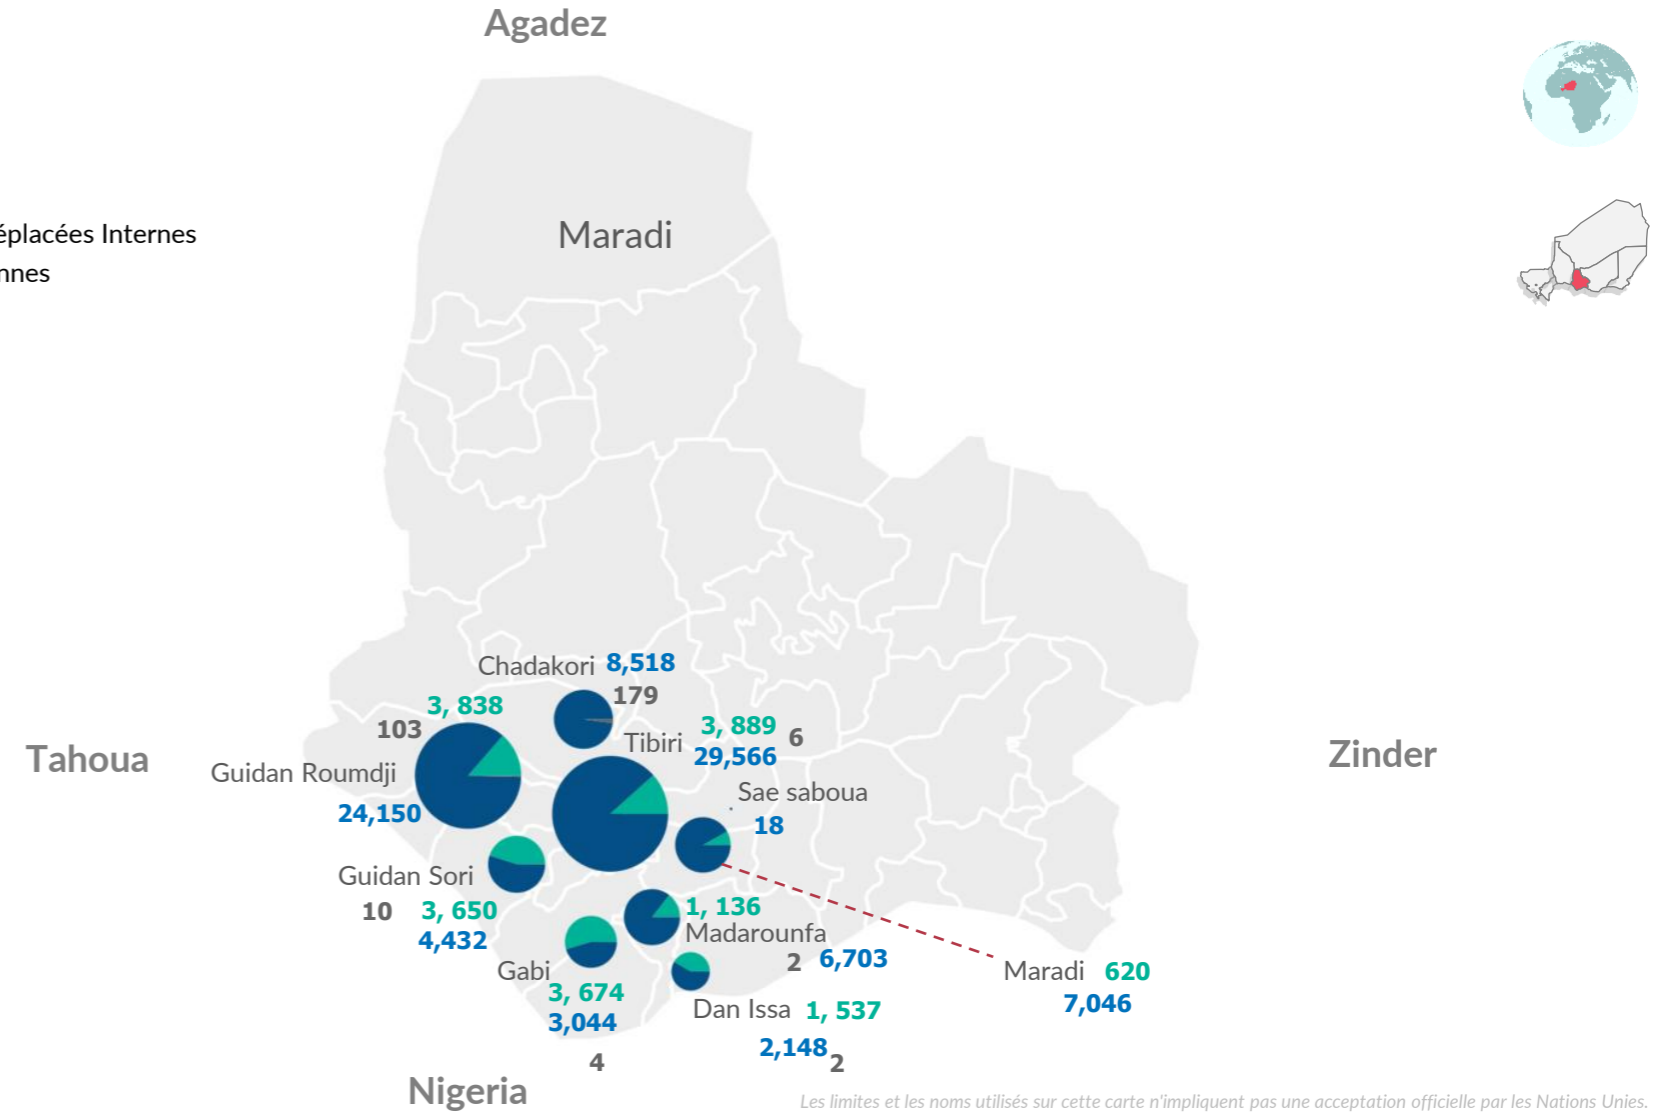 Agadez
Maradi
éplacées Internes
nnes
Chadakori 8,518
179
3, 838
103
Guidan Roumdji
24,150
Tibiri
3, 889
6
29,566
Tahoua
Zinder
Sae saboua
18
Guidan Sori
10
3, 650
4,432
1, 136
Madarounfa
2
6,703
Gabi
3, 674
3,044
4
Dan Issa 1, 537
2,148
2
Maradi 620
7,046
Nigeria
Les limites et les noms utilisés sur cette carte n'impliquent pas une acceptation officielle par les Nations Unies.